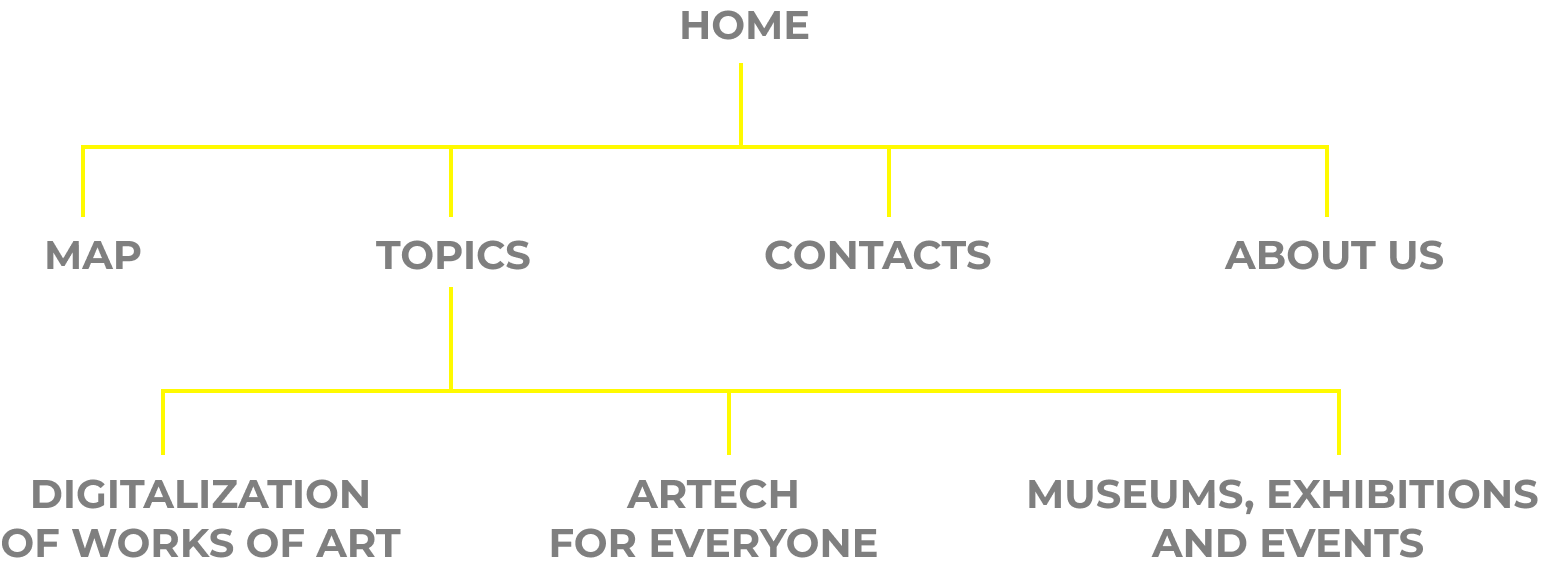 HOME
MAP
TOPICS
CONTACTS
ABOUT US
DIGITALIZATION
OF WORKS OF ART
ARTECH
FOR EVERYONE
MUSEUMS, EXHIBITIONS
AND EVENTS